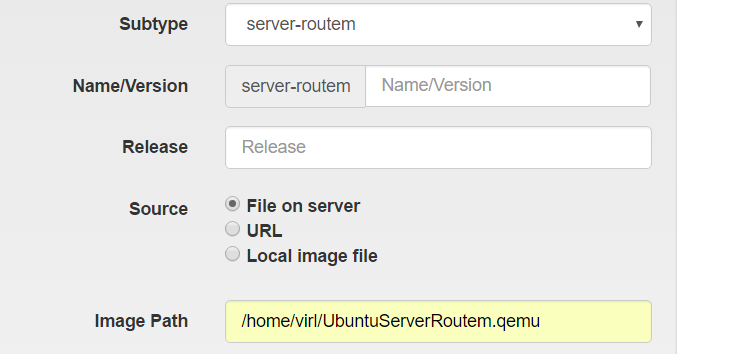 Subtype server-routem
Name/Version server-routem Name/Version
Release Release
Source File on server
URL
Local image file
Image Path /home/virl/UbuntuServerRoutem.qemu